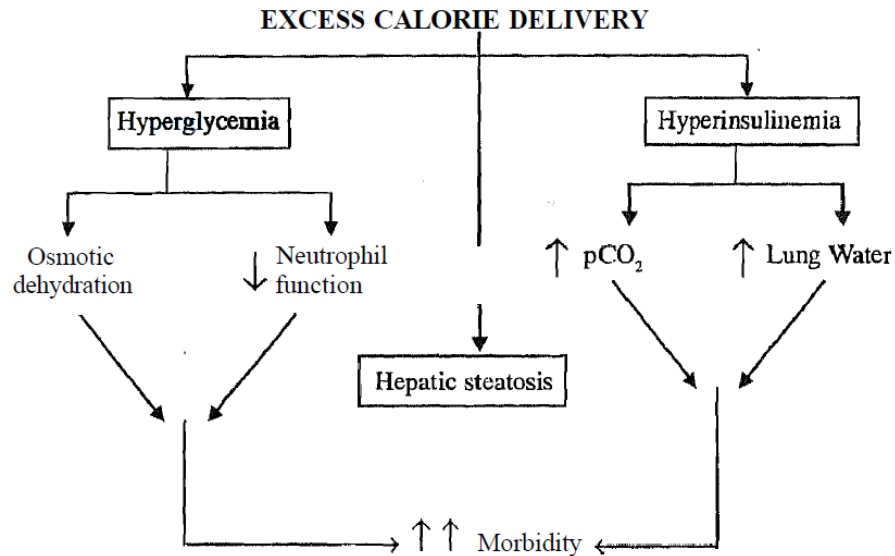 EXCESS CALORIE DELIVERY
Hyperglycemia
Hyperinsulinemia
Osmotic
dehydration
↓ Neutrophil
function
↑ pCO₂
↑ Lung Water
Hepatic steatosis
↑ ↑ Morbidity